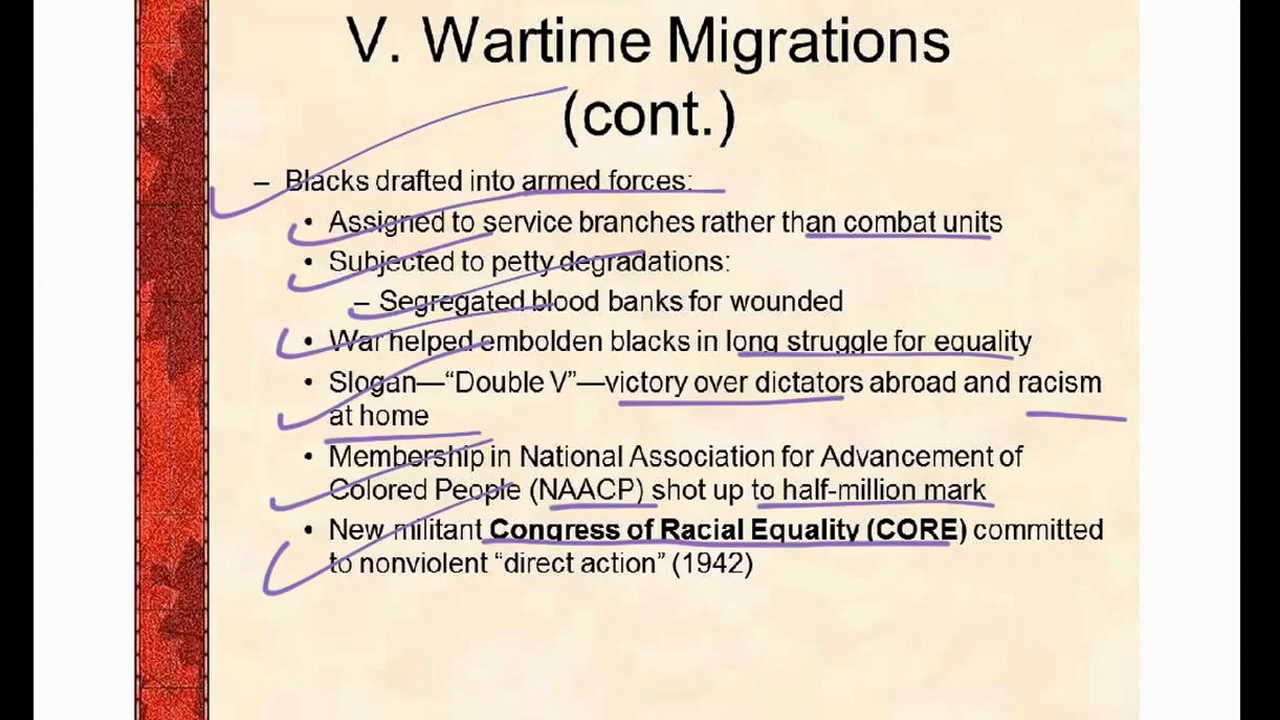 V. Wartime Migrations
(cont.)
– Blacks drafted into armed forces:
• Assigned to service branches rather than combat units
• Subjected to petty degradations:
– Segregated blood banks for wounded
• War helped embolden blacks in long struggle for equality
• Slogan—“Double V”—victory over dictators abroad and racism
at home
• Membership in National Association for Advancement of
Colored People (NAACP) shot up to half-million mark
• New militant Congress of Racial Equality (CORE) committed
to nonviolent “direct action” (1942)